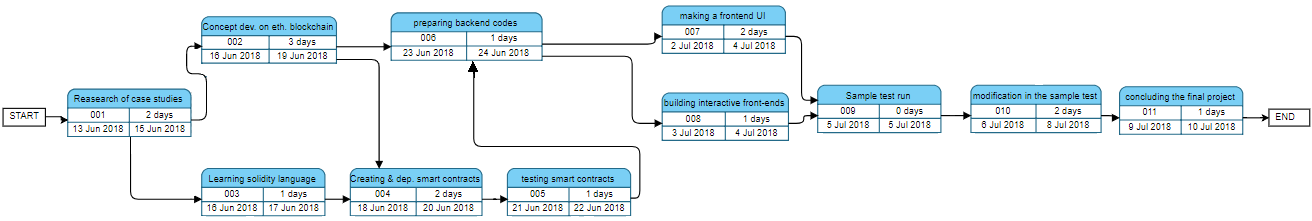 START
Reasearch of case studies
001 2 days
13 Jun 2018 15 Jun 2018
Concept dev. on eth. blockchain
002 3 days
16 Jun 2018 19 Jun 2018
Learning solidity language
003 1 days
16 Jun 2018 17 Jun 2018
Creating & dep. smart contracts
004 2 days
18 Jun 2018 20 Jun 2018
testing smart contracts
005 1 days
21 Jun 2018 22 Jun 2018
preparing backend codes
006 1 days
23 Jun 2018 24 Jun 2018
making a frontend UI
007 2 days
2 Jul 2018 4 Jul 2018
building interactive front-ends
008 1 days
3 Jul 2018 4 Jul 2018
Sample test run
009 0 days
5 Jul 2018 5 Jul 2018
modification in the sample test
010 2 days
6 Jul 2018 8 Jul 2018
concluding the final project
011 1 days
9 Jul 2018 10 Jul 2018
END